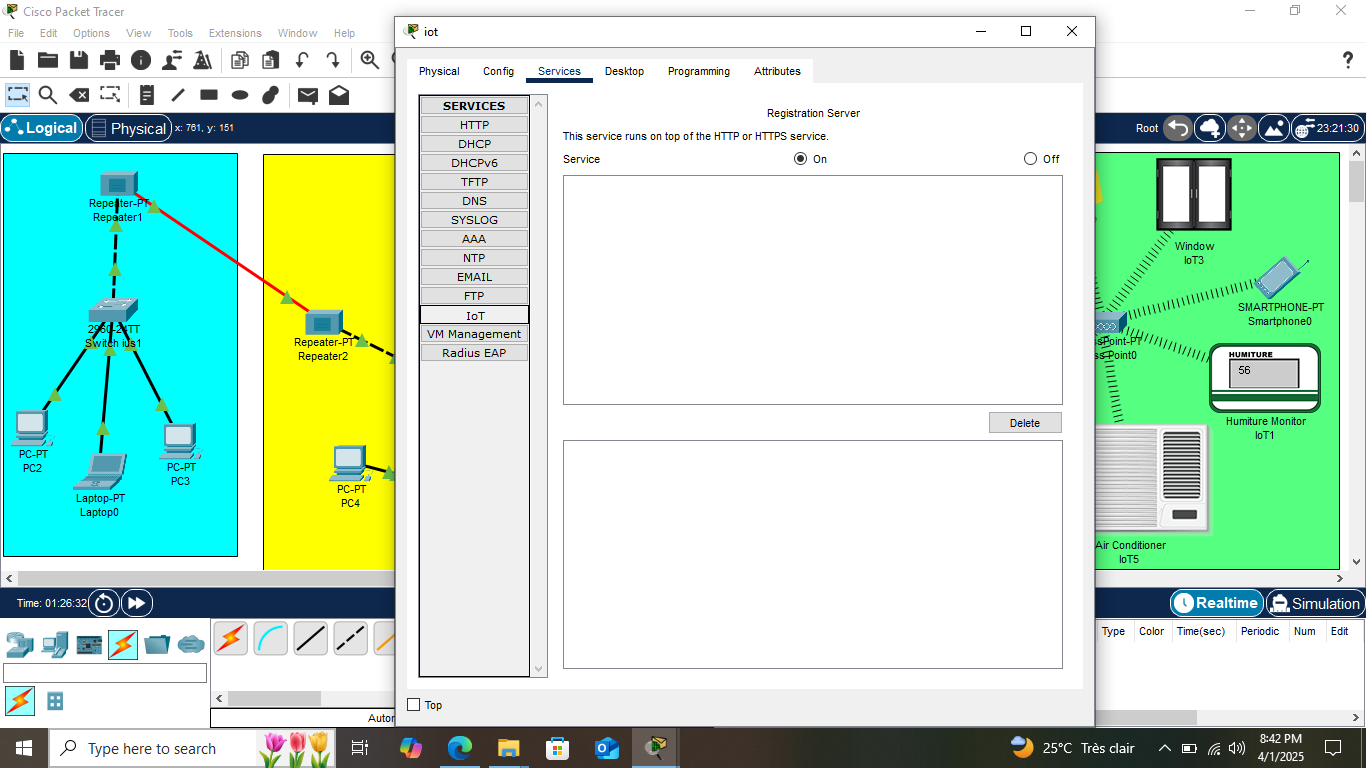 Cisco Packet Tracer
File Edit Options View Tools Extensions Window Help
Logical
Physical
x: 761, y: 151
Repeater-PT
Repeater1
2960-24TT
Switch ius1
PC-PT
PC2
Laptop-PT
Laptop0
PC-PT
PC3
Repeater-PT
Repeater2
PC-PT
PC4
Time: 01:26:32
Autor
iot
Physical Config Services Desktop Programming Attributes
SERVICES
HTTP
DHCP
DHCPv6
TFTP
DNS
SYSLOG
AAA
NTP
EMAIL
FTP
IoT
VM Management
Radius EAP
Registration Server
This service runs on top of the HTTP or HTTPS service.
Service On Off
Delete
Top
Root
23:21:30
Window
IoT3
SMARTPHONE-PT
Smartphone0
ssPoint-PT
ss Point0
HUMITURE
56
Humiture Monitor
IoT1
Air Conditioner
IoT5
Realtime
Simulation
Type Color Time(sec) Periodic Num Edit
Type here to search
25°C Très clair
8:42 PM
4/1/2025